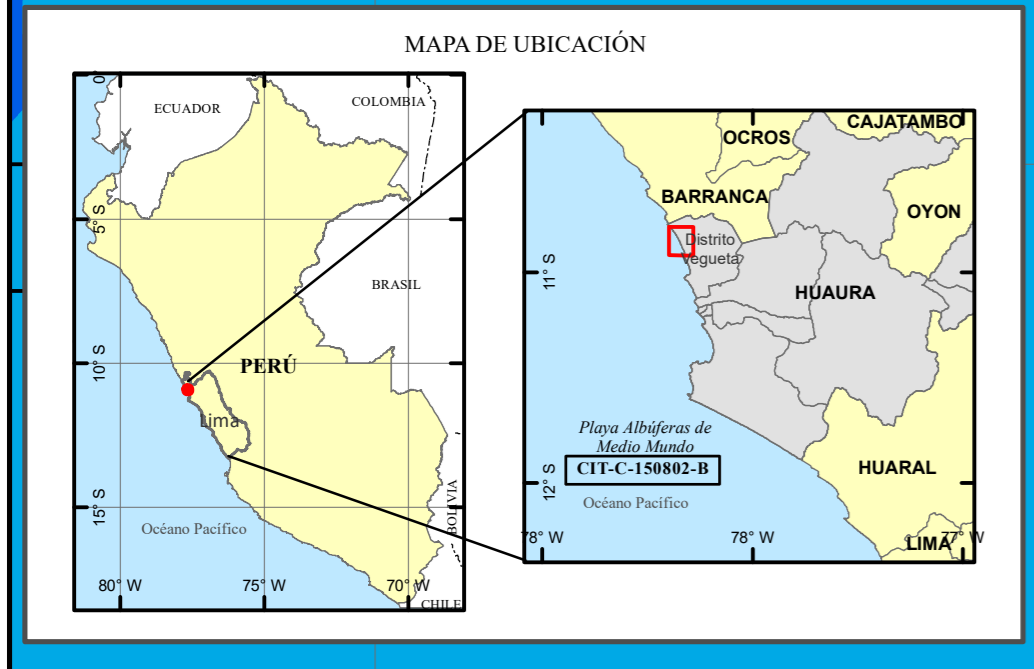 MAPA DE UBICACIÓN
0°
ECUADOR
COLOMBIA
5° S
BRASIL
10° S
PERÚ
Lima
15° S
Océano Pacífico
BOLIVIA
80° W
75° W
70° W
CHILE
CAJATAMBO
OCROS
BARRANCA
OYON
Distrito
Vegueta
11° S
HUAURA
Playa Albúferas de
Medio Mundo
CIT-C-150802-B
HUARAL
12° S
Océano Pacífico
LIMA
78° W
78° W
77° W